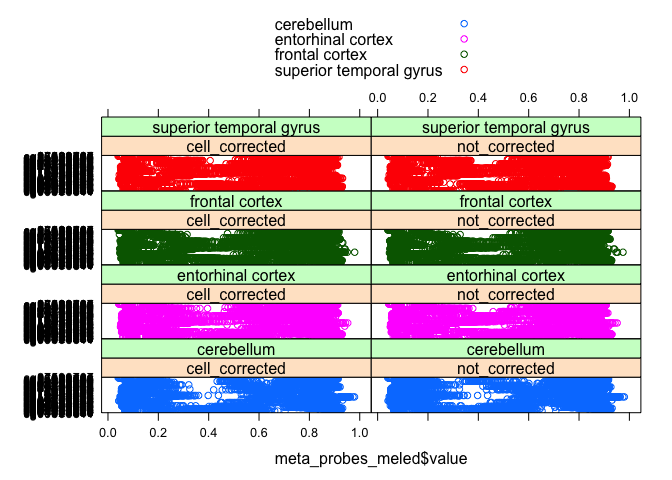 cerebellum
entorhinal cortex
frontal cortex
superior temporal gyrus
0.0 0.2 0.4 0.6 0.8 1.0
superior temporal gyrus superior temporal gyrus
cell_corrected not_corrected
frontal cortex frontal cortex
cell_corrected not_corrected
entorhinal cortex entorhinal cortex
cell_corrected not_corrected
cerebellum cerebellum
cell_corrected not_corrected
0.0 0.2 0.4 0.6 0.8 1.0
meta_probes_meled$value